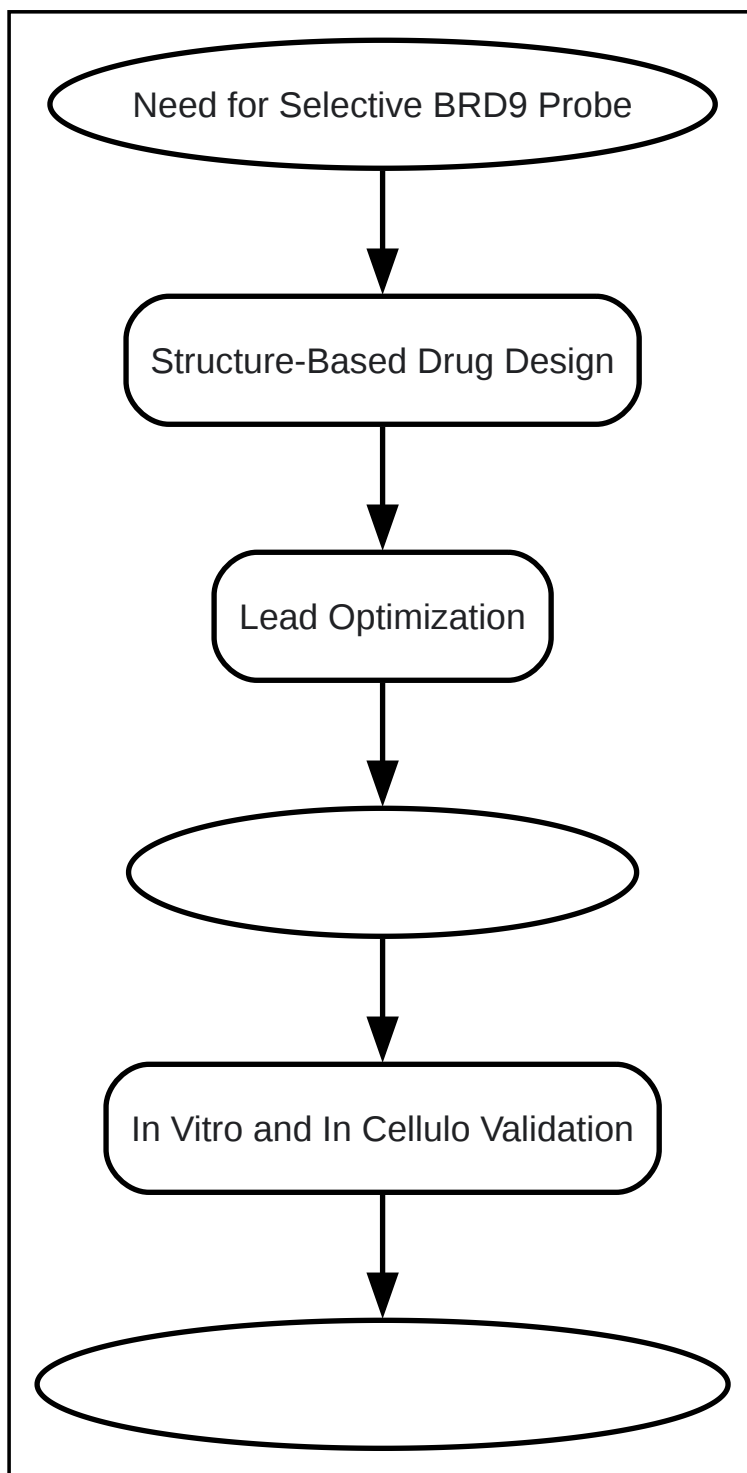 Need for Selective BRD9 Probe
Structure-Based Drug Design
Lead Optimization
In Vitro and In Cellulo Validation